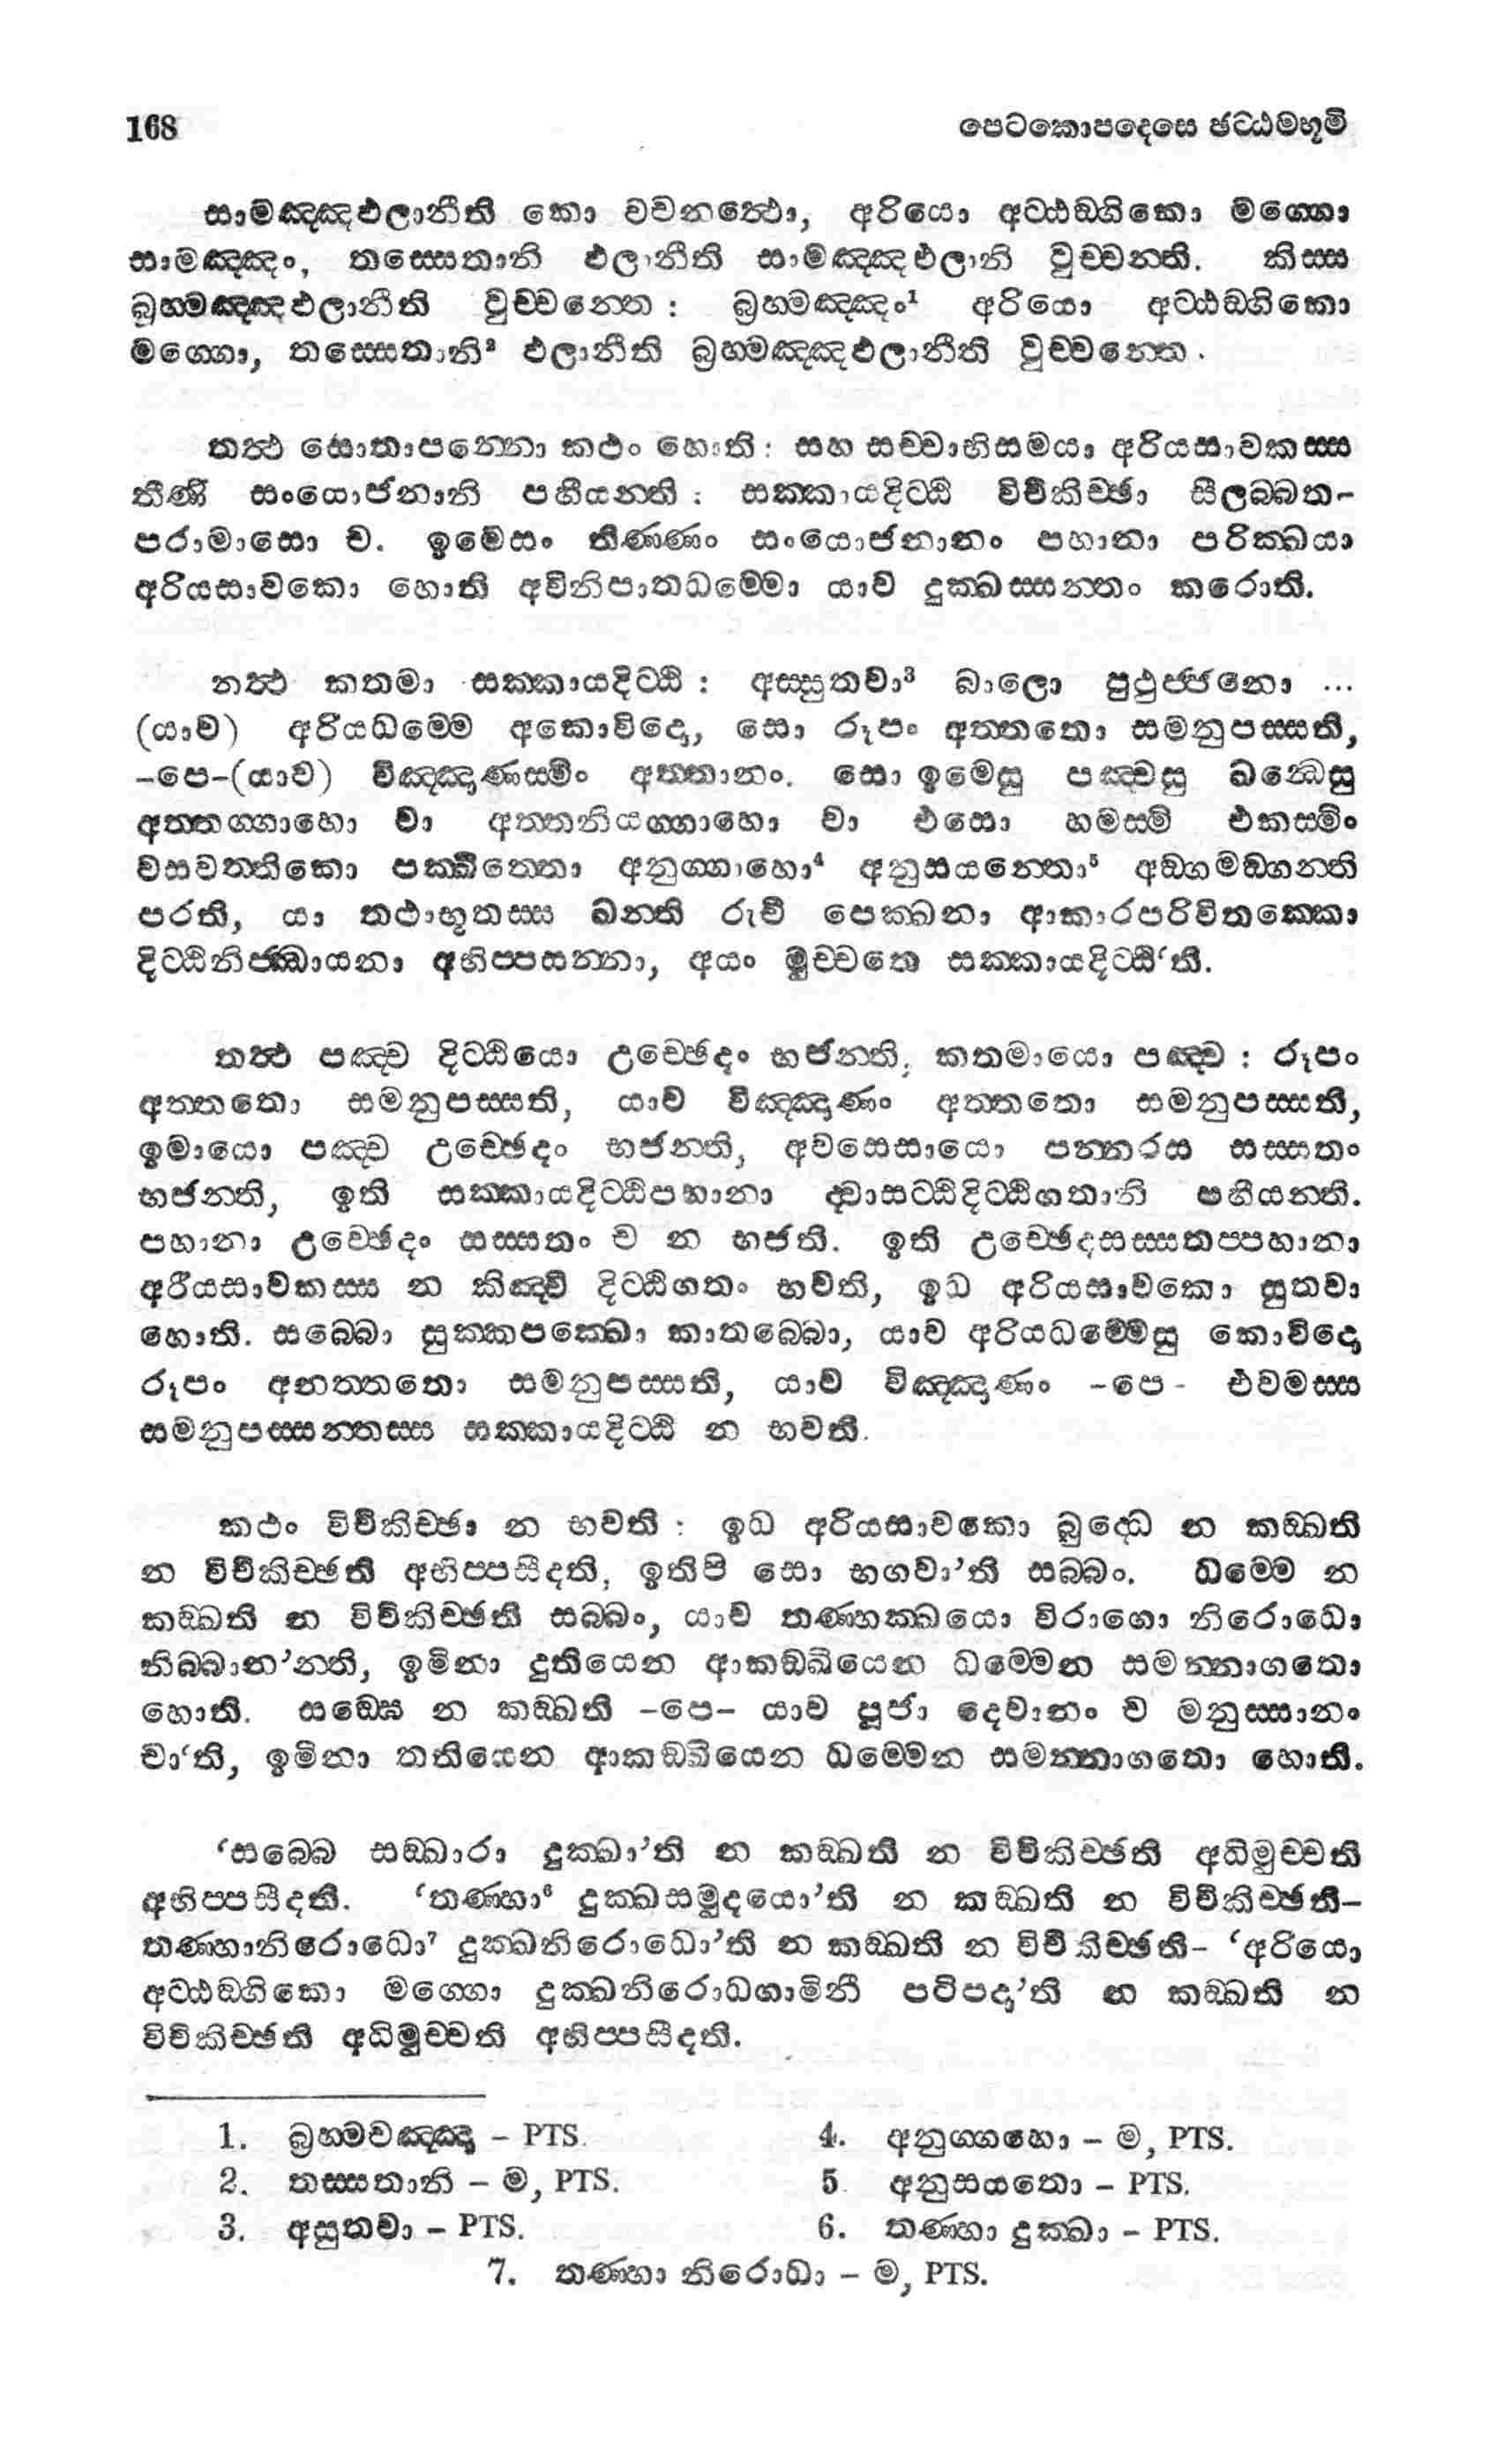 168 පෙටකොපදෙසෙ ඡට්ඨමභූමි
සාමඤ්ඤඵලානීති කො වචනත්ථො, අරියො අට්ඨඞ්ගිකො මග්ගො
සාමඤ්ඤං, තස්සෙතානි ඵලානීති සාමඤ්ඤඵලානි වුච්චන්ති. කිස්ස
බ්‍රහ්මඤ්ඤඵලානීති වුච්චන්තෙ : බ්‍රහ්මඤ්ඤං¹ අරියො අට්ඨඞ්ගිකො
මග්ගො, තස්සෙතානි² ඵලානීති බ්‍රහ්මඤ්ඤඵලානීති වුච්චන්තෙ.
තත්ථ සොතාපන්නො කථං හොති: සහ සච්චාභිසමයා අරියසාවකස්ස
තීණි සංයොජනානි පහීයන්ති : සක්කායදිට්ඨි විචිකිච්ඡා සීලබ්බත-
පරාමාසො ච. ඉමෙසං තිණ්ණං සංයොජනානං පහානා පරික්ඛයා
අරියසාවකො හොති අවිනිපාතධම්මො යාව දුක්ඛස්සන්තං කරොති.
තත්ථ කතමා සක්කායදිට්ඨි : අස්සුතවා³ බාලො පුථුජ්ජනො ...
(යාව) අරියධම්මෙ අකොවිදො, සො රූපං අත්තතො සමනුපස්සති,
-පෙ-(යාව) විඤ්ඤාණස්මිං අත්තානං. සො ඉමෙසු පඤ්චසු ඛන්ධෙසු
අත්තග්ගාහො වා අත්තනියග්ගාහො වා එසො හමස්මි එකස්මිං
වසවත්තිකො පක්ඛිත්තො අනුග්ගාහො⁴ අනුසයන්තො⁵ අඞ්ගමඞ්ගන්ති
පරති, යා තථාභූතස්ස ඛන්ති රුචි පෙක්ඛනා ආකාරපරිවිතක්කො
දිට්ඨිනිජ්ඣායනා අභිප්පසන්නා, අයං වුච්චතෙ සක්කායදිට්ඨි‘ති.
තත්ථ පඤ්ච දිට්ඨියො උච්ඡෙදං භජන්ති, කතමායො පඤ්ච : රූපං
අත්තතො සමනුපස්සති, යාව විඤ්ඤාණං අත්තතො සමනුපස්සති,
ඉමායො පඤ්ච උච්ඡෙදං භජන්ති, අවසෙසායො පන්නරස සස්සතං
භජන්ති, ඉති සක්කායදිට්ඨිපහානා ද්වාසට්ඨිදිට්ඨිගතානි පහීයන්ති.
පහානා උච්ඡෙදං සස්සතං ච න භජති. ඉති උච්ඡෙදසස්සතප්පහානා
අරියසාවකස්ස න කිඤ්චි දිට්ඨිගතං භවති, ඉධ අරියසාවකො සුතවා
හොති. සබ්බො සුක්කපක්ඛො කාතබ්බො, යාව අරියධම්මෙසු කොවිදො
රූපං අනත්තතො සමනුපස්සති, යාව විඤ්ඤාණං -පෙ- එවමස්ස
සමනුපස්සන්තස්ස සක්කායදිට්ඨි න භවති.
කථං විචිකිච්ඡා න භවති : ඉධ අරියසාවකො බුද්ධෙ න කඞ්ඛති
න විචිකිච්ඡති අභිප්පසීදති, ඉතිපි සො භගවා’ති සබ්බං. ධම්මෙ න
කඞ්ඛති න විචිකිච්ඡති සබ්බං, යාව තණ්හක්ඛයො විරාගො නිරොධො
නිබ්බාන’න්ති, ඉමිනා දුතියෙන ආකඞ්ඛියෙන ධම්මෙන සමන්නාගතො
හොති. සඞ්ඝෙ න කඞ්ඛති -පෙ- යාව පූජා දෙවානං ච මනුස්සානං
චා‘ති, ඉමිනා තතියෙන ආකඞ්ඛියෙන ධම්මෙන සමන්නාගතො හොති.
‘සබ්බෙ සඞ්ඛාරා දුක්ඛා’ති න කඞ්ඛති න විචිකිච්ඡති අධිමුච්චති
අභිප්පසීදති. ‘තණ්හා⁶ දුක්ඛසමුදයො’ති න කඞ්ඛති න විචිකිච්ඡති-
තණ්හානිරොධො⁷ දුක්ඛනිරොධො’ති න කඞ්ඛති න විචිකිච්ඡති- ‘අරියො
අට්ඨඞ්ගිකො මග්ගො දුක්ඛනිරොධගාමිනී පටිපදා’ති න කඞ්ඛති න
විචිකිච්ඡති අධිමුච්චති අභිප්පසීදති.
1. බ්‍රහ්මචඤ්ඤා – PTS. 4. අනුග්ගහො – ම, PTS.
2. තස්සතානි – ම, PTS. 5. අනුසයතො – PTS.
3. අසුතවා – PTS. 6. තණ්හා දුක්ඛා – PTS.
7. තණ්හා නිරොධා – ම, PTS.